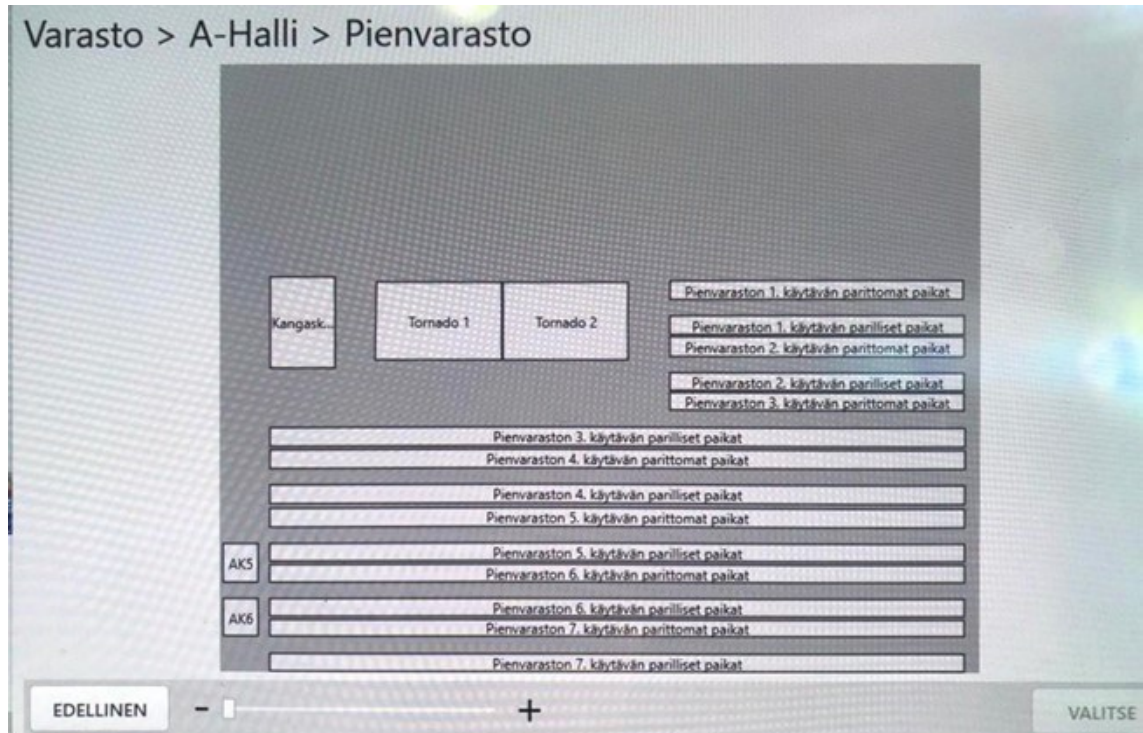 Varasto > A-Halli > Pienvarasto
Kangask...
Tornado 1
Tornado 2
Pienvaraston 1. käytävän parittomat paikat
Pienvaraston 1. käytävän parilliset paikat
Pienvaraston 2. käytävän parittomat paikat
Pienvaraston 2. käytävän parilliset paikat
Pienvaraston 3. käytävän parittomat paikat
Pienvaraston 3. käytävän parilliset paikat
Pienvaraston 4. käytävän parittomat paikat
Pienvaraston 4. käytävän parilliset paikat
Pienvaraston 5. käytävän parittomat paikat
AK5
Pienvaraston 5. käytävän parilliset paikat
Pienvaraston 6. käytävän parittomat paikat
AK6
Pienvaraston 6. käytävän parilliset paikat
Pienvaraston 7. käytävän parittomat paikat
Pienvaraston 7. käytävän parilliset paikat
EDELLINEN
- +
VALITSE